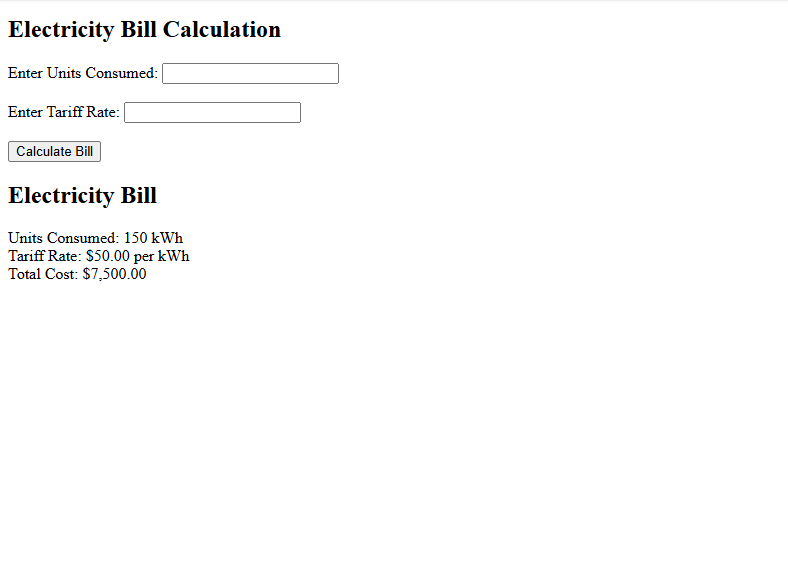 Electricity Bill Calculation
Enter Units Consumed:
Enter Tariff Rate:
Calculate Bill
Electricity Bill
Units Consumed: 150 kWh
Tariff Rate: $50.00 per kWh
Total Cost: $7,500.00